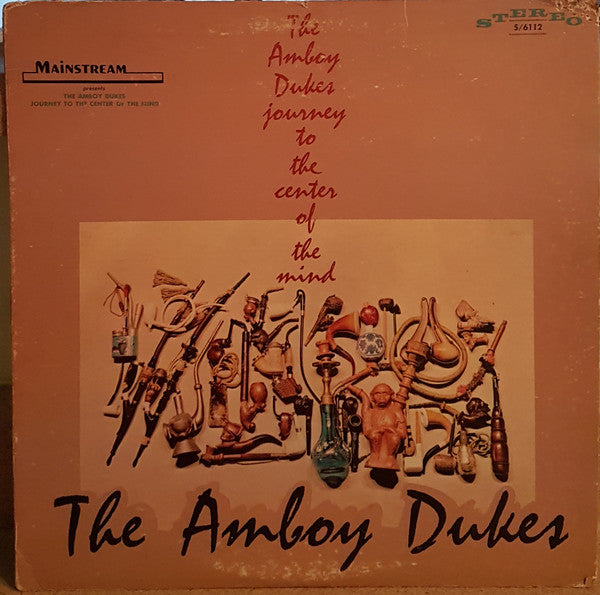 STEREO
S/6112
MAINSTREAM
presents
THE AMBOY DUKES
JOURNEY TO THE CENTER OF THE MIND
The
Amboy
Dukes
journey
to
the
center
of
the
mind
The Amboy Dukes